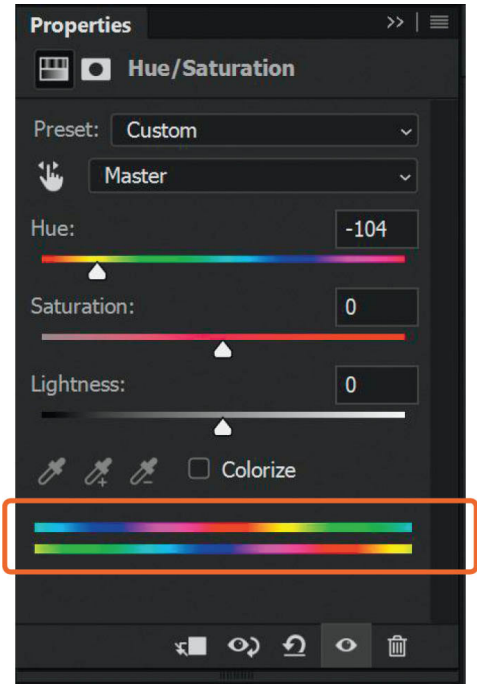 Properties
Hue/Saturation
Preset: Custom
Master
Hue: -104
Saturation: 0
Lightness: 0
Colorize